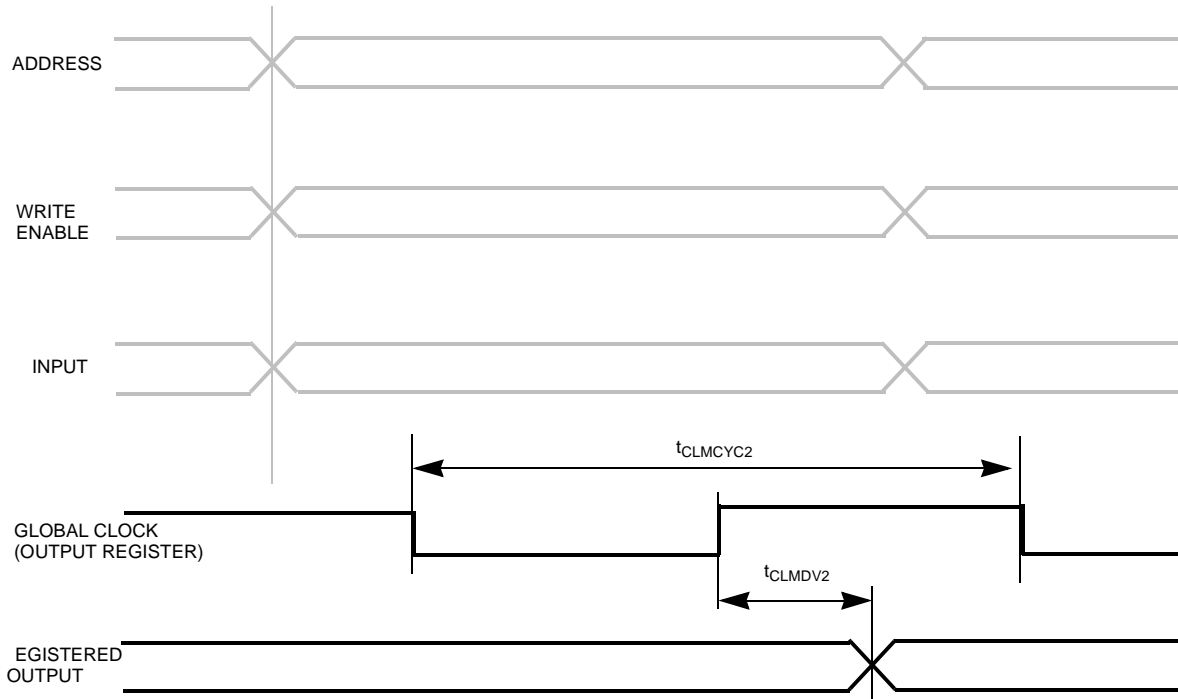 ADDRESS
WRITE
ENABLE
INPUT
tCLMCYC2
GLOBAL CLOCK
(OUTPUT REGISTER)
tCLMDV2
EGISTERED
OUTPUT